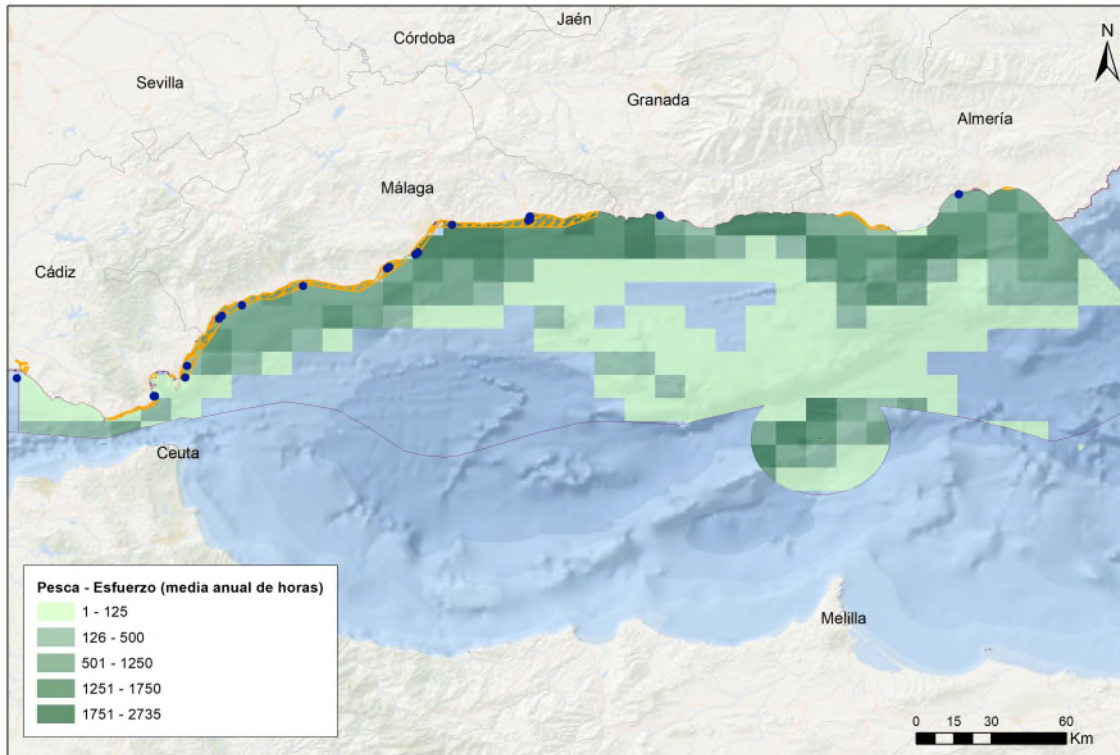 Jaén
Córdoba
N
Sevilla
Granada
Almería
Málaga
Cádiz
Ceuta
Pesca - Esfuerzo (media anual de horas)
1 - 125
126 - 500
501 - 1250
1251 - 1750
1751 - 2735
Melilla
0 15 30 60
Km